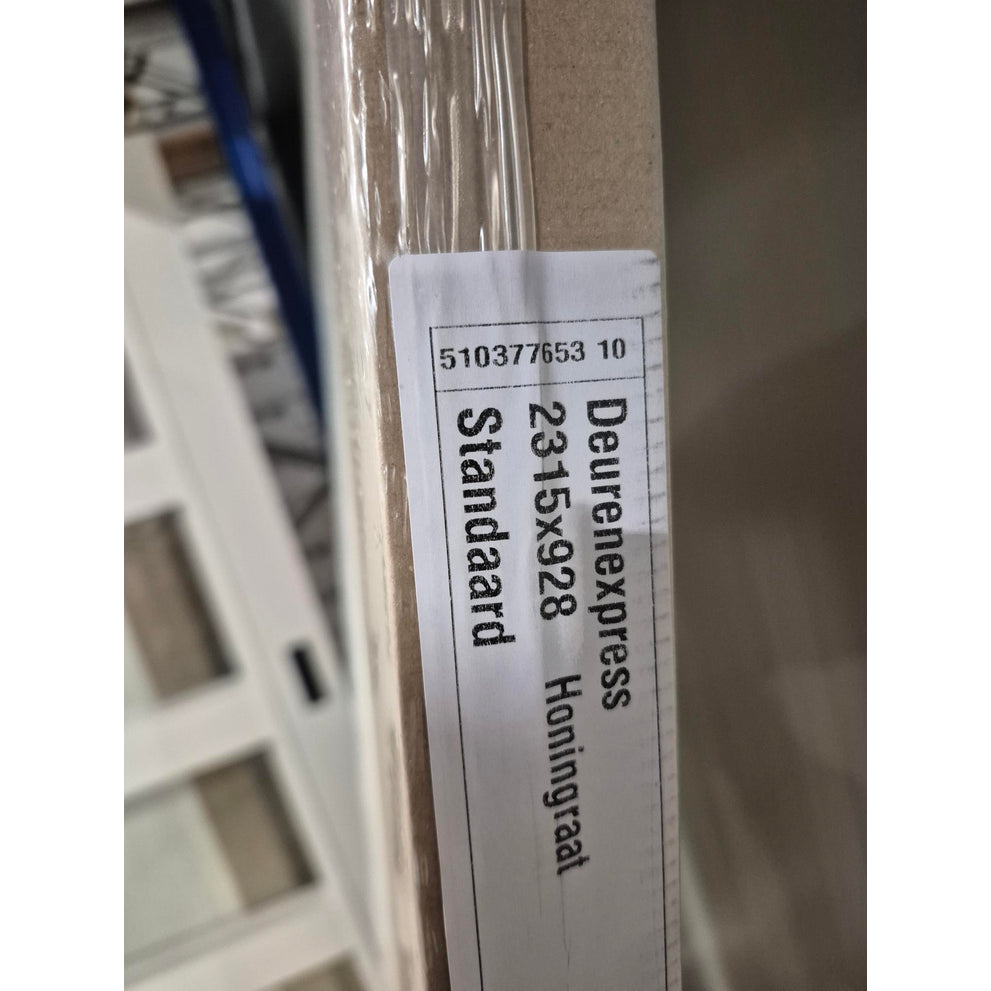 510377653 10
Deurenexpress
2315x928 Honingraat
Standaard